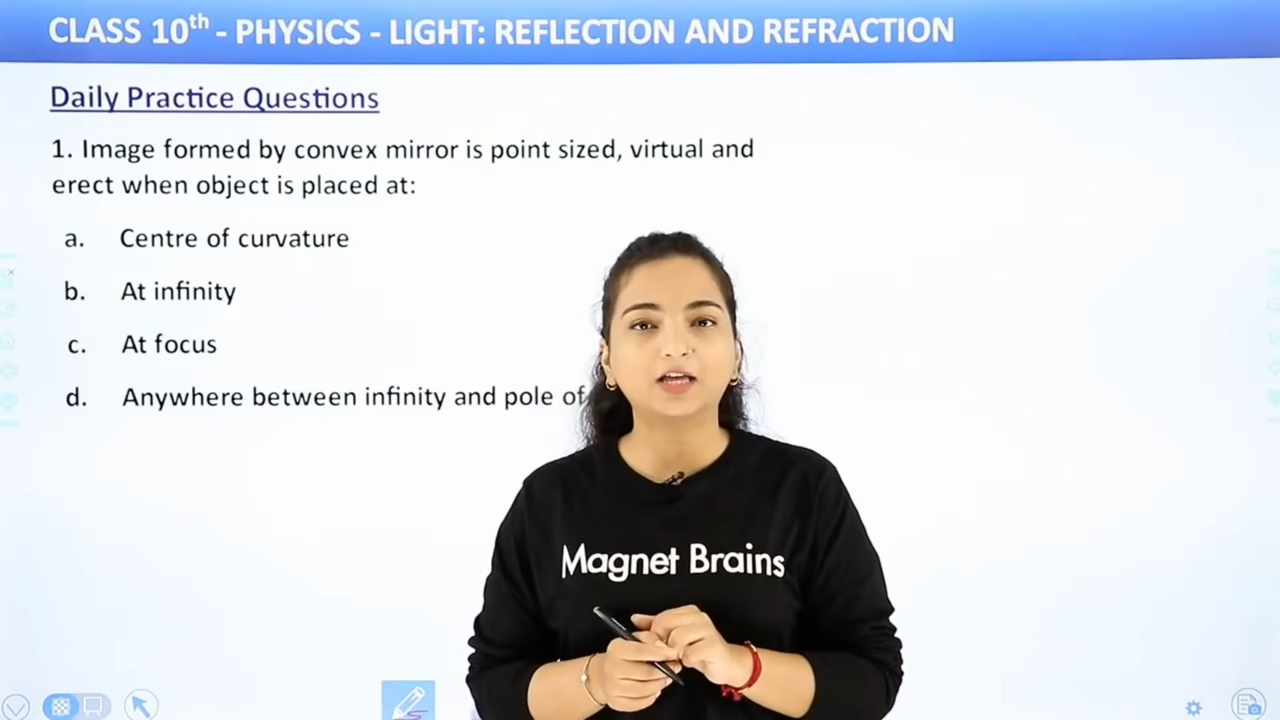 CLASS 10th - PHYSICS - LIGHT: REFLECTION AND REFRACTION
Daily Practice Questions
1. Image formed by convex mirror is point sized, virtual and
erect when object is placed at:
a. Centre of curvature
b. At infinity
c. At focus
d. Anywhere between infinity and pole of
Magnet Brains